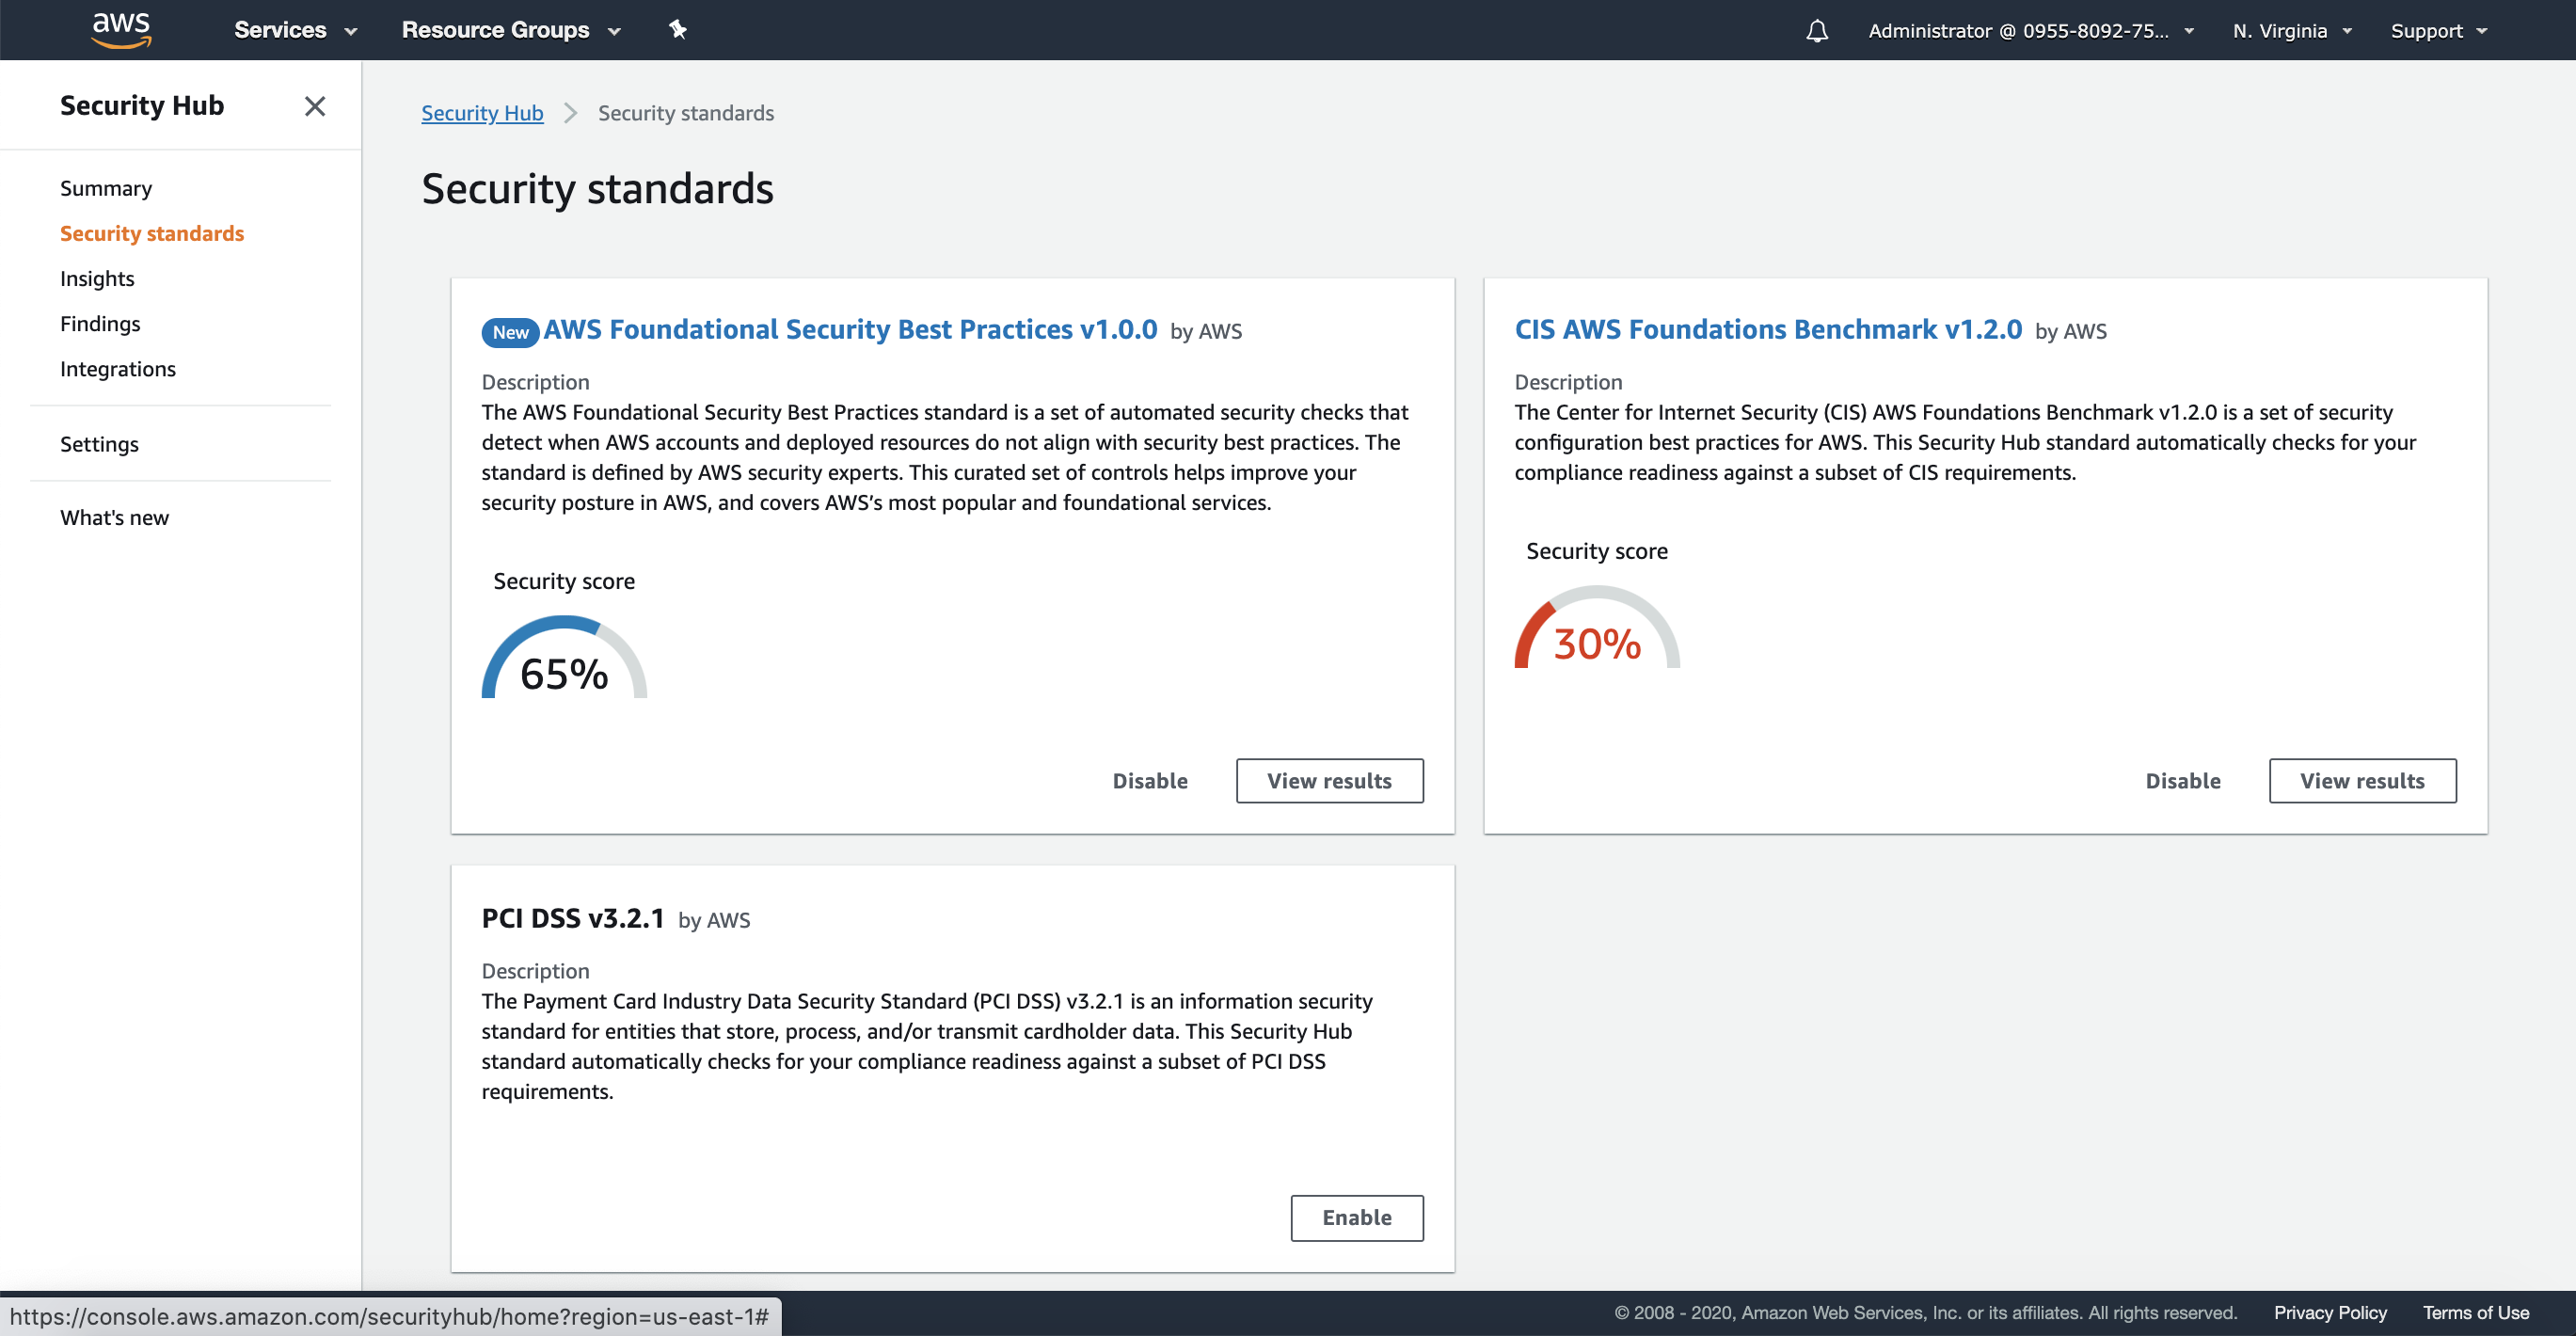 aws
Services
Resource Groups
Administrator @ 0955-8092-75...
N. Virginia
Support
Security Hub
Summary
Security standards
Insights
Findings
Integrations
Settings
What's new
Security Hub
Security standards
Security standards
New AWS Foundational Security Best Practices v1.0.0 by AWS
Description
The AWS Foundational Security Best Practices standard is a set of automated security checks that
detect when AWS accounts and deployed resources do not align with security best practices. The
standard is defined by AWS security experts. This curated set of controls helps improve your
security posture in AWS, and covers AWS’s most popular and foundational services.
Security score
65%
Disable
View results
CIS AWS Foundations Benchmark v1.2.0 by AWS
Description
The Center for Internet Security (CIS) AWS Foundations Benchmark v1.2.0 is a set of security
configuration best practices for AWS. This Security Hub standard automatically checks for your
compliance readiness against a subset of CIS requirements.
Security score
30%
Disable
View results
PCI DSS v3.2.1 by AWS
Description
The Payment Card Industry Data Security Standard (PCI DSS) v3.2.1 is an information security
standard for entities that store, process, and/or transmit cardholder data. This Security Hub
standard automatically checks for your compliance readiness against a subset of PCI DSS
requirements.
Enable
https://console.aws.amazon.com/securityhub/home?region=us-east-1#
© 2008 - 2020, Amazon Web Services, Inc. or its affiliates. All rights reserved.
Privacy Policy
Terms of Use